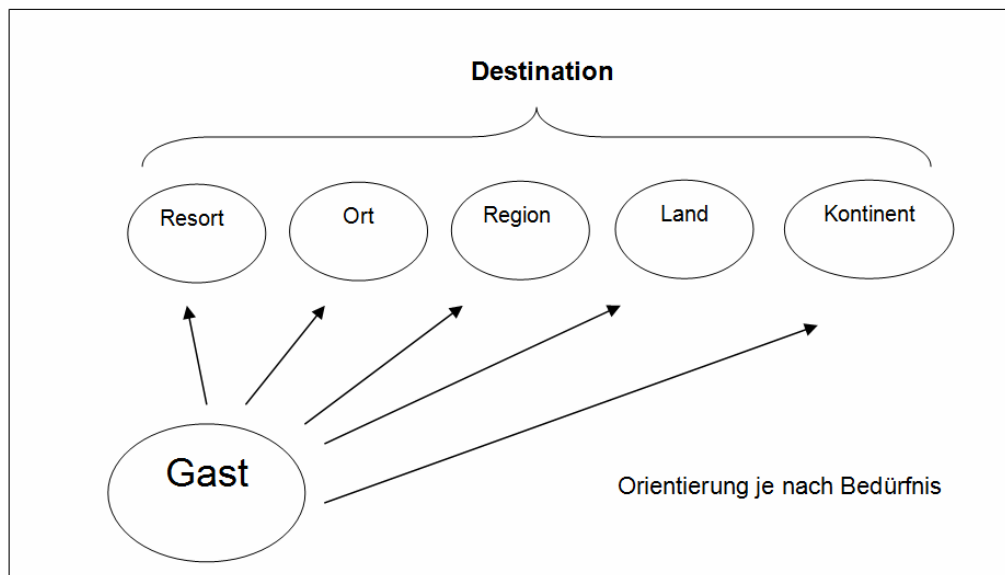 Destination
Resort
Ort
Region
Land
Kontinent
Gast
Orientierung je nach Bedürfnis